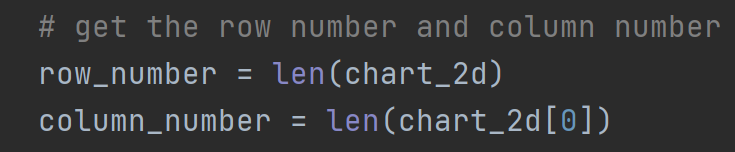 # get the row number and column number
row_number = len(chart_2d)
column_number = len(chart_2d[0])